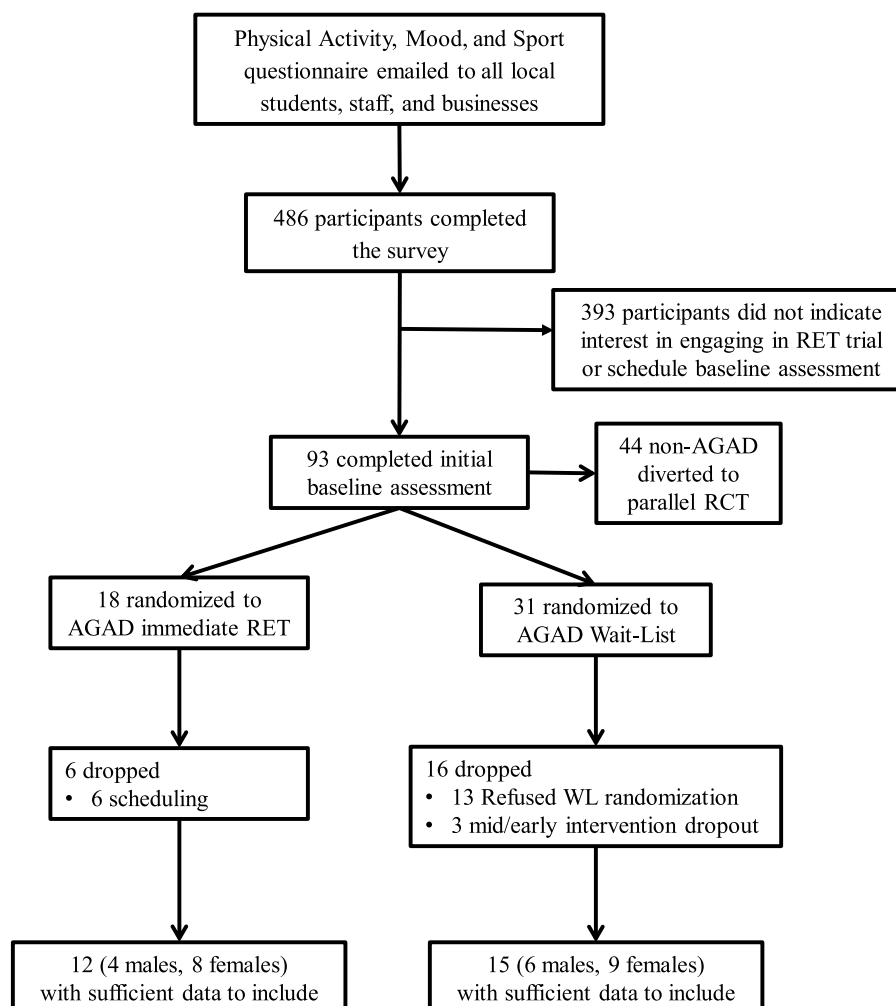 Physical Activity, Mood, and Sport
questionnaire emailed to all local
students, staff, and businesses
486 participants completed
the survey
393 participants did not indicate
interest in engaging in RET trial
or schedule baseline assessment
93 completed initial
baseline assessment
44 non-AGAD
diverted to
parallel RCT
18 randomized to
AGAD immediate RET
31 randomized to
AGAD Wait-List
6 dropped
• 6 scheduling
16 dropped
• 13 Refused WL randomization
• 3 mid/early intervention dropout
12 (4 males, 8 females)
with sufficient data to include
15 (6 males, 9 females)
with sufficient data to include